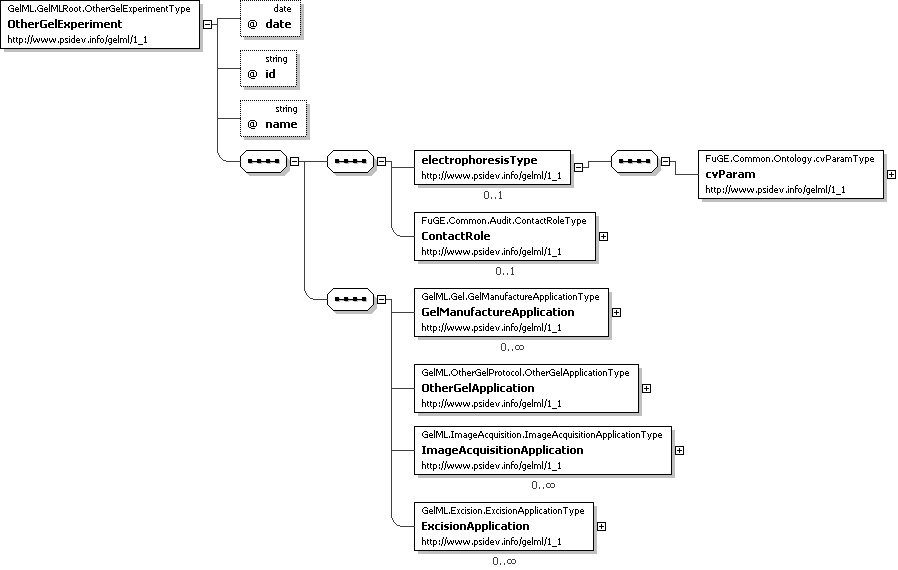 GelML.GelMLRoot.OtherGelExperimentType
OtherGelExperiment
http://www.psidev.info/gelml/1_1
date
@ date
string
@ id
string
@ name
electrophoresisType
http://www.psidev.info/gelml/1_1
0..1
FuGE.Common.Ontology.cvParamType
cvParam
http://www.psidev.info/gelml/1_1
FuGE.Common.Audit.ContactRoleType
ContactRole
http://www.psidev.info/gelml/1_1
0..1
GelML.Gel.GelManufactureApplicationType
GelManufactureApplication
http://www.psidev.info/gelml/1_1
0..∞
GelML.OtherGelProtocol.OtherGelApplicationType
OtherGelApplication
http://www.psidev.info/gelml/1_1
GelML.ImageAcquisition.ImageAcquisitionApplicationType
ImageAcquisitionApplication
http://www.psidev.info/gelml/1_1
0..∞
GelML.Excision.ExcisionApplicationType
ExcisionApplication
http://www.psidev.info/gelml/1_1
0..∞